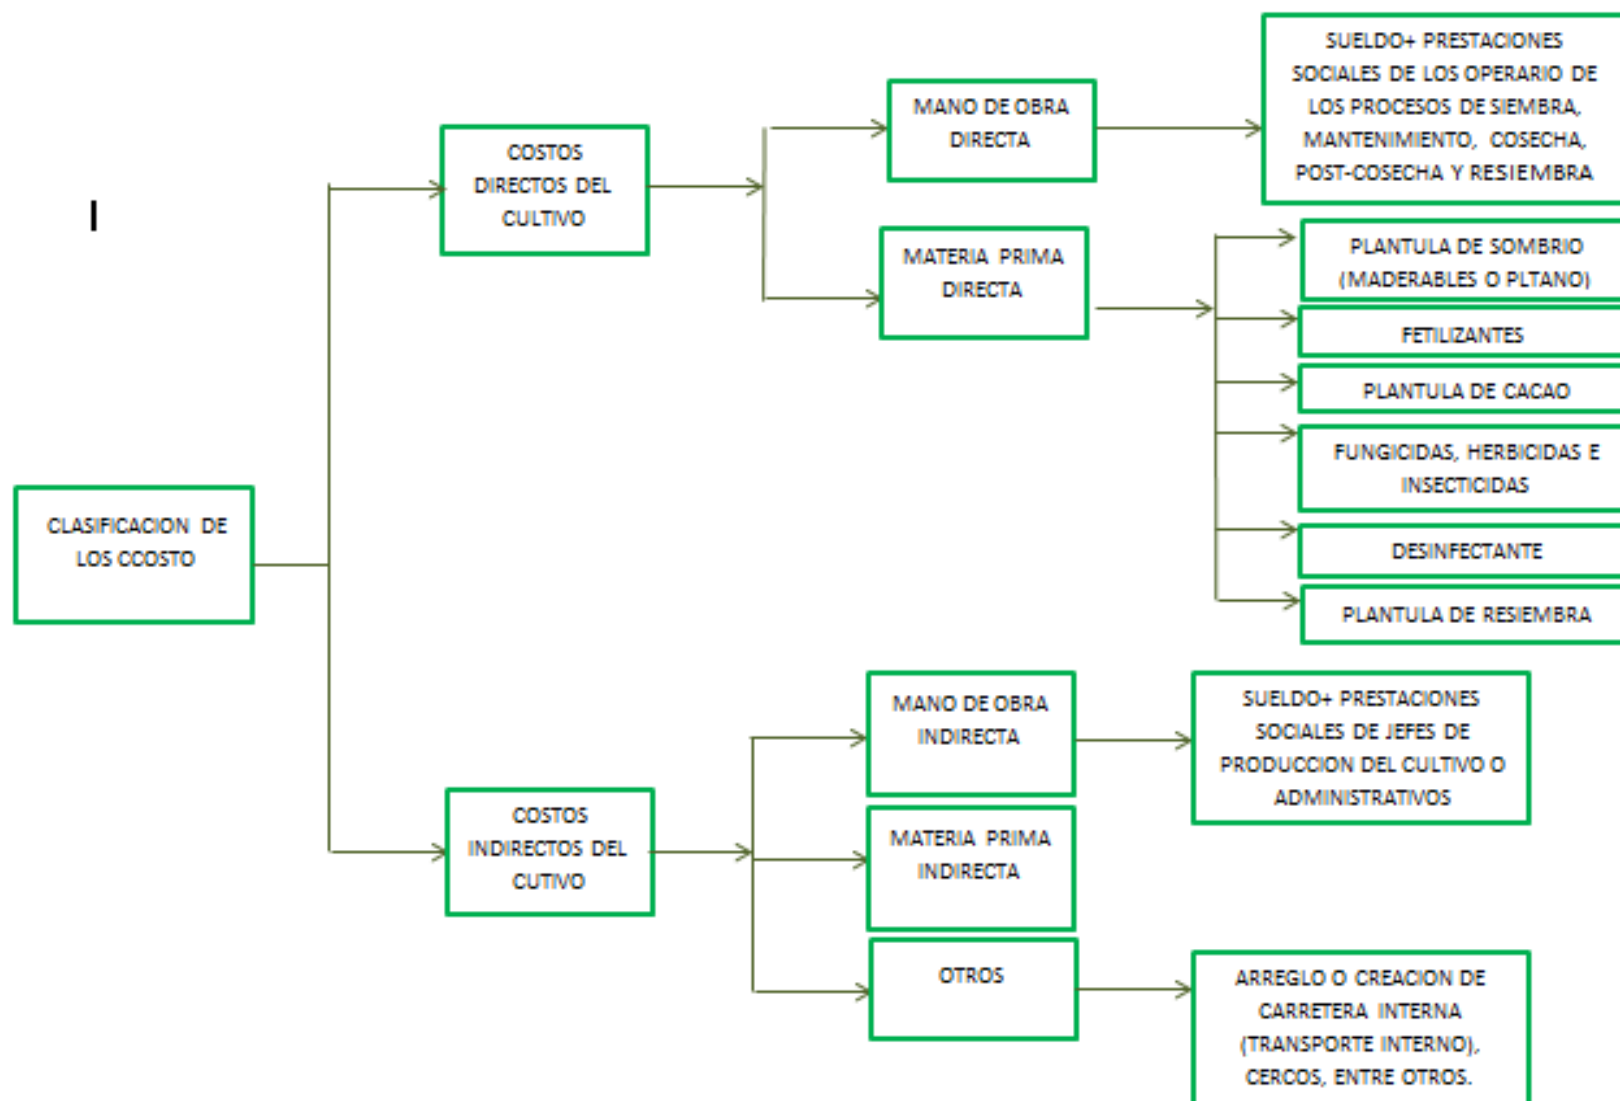 I
CLASIFICACION DE
LOS CCOSTO
COSTOS
DIRECTOS DEL
CULTIVO
MANO DE OBRA
DIRECTA
SUELDO+ PRESTACIONES
SOCIALES DE LOS OPERARIO DE
LOS PROCESOS DE SIEMBRA,
MANTENIMIENTO, COSECHA,
POST-COSECHA Y RESIEMBRA
MATERIA PRIMA
DIRECTA
PLANTULA DE SOMBRIO
(MADERABLES O PLTANO)
FETILIZANTES
PLANTULA DE CACAO
FUNGICIDAS, HERBICIDAS E
INSECTICIDAS
DESINFECTANTE
PLANTULA DE RESIEMBRA
COSTOS
INDIRECTOS DEL
CUTIVO
MANO DE OBRA
INDIRECTA
SUELDO+ PRESTACIONES
SOCIALES DE JEFES DE
PRODUCCION DEL CULTIVO O
ADMINISTRATIVOS
MATERIA PRIMA
INDIRECTA
OTROS
ARREGLO O CREACION DE
CARRETERA INTERNA
(TRANSPORTE INTERNO),
CERCOS, ENTRE OTROS.